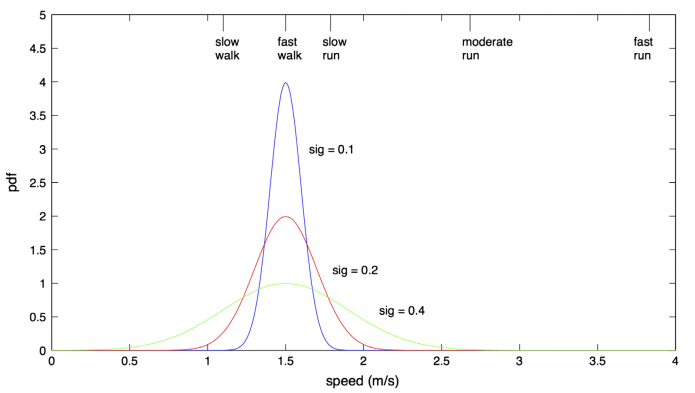 5
slow fast slow moderate fast
walk walk run run run
4.5
4
3.5
3
sig = 0.1
2.5
pdf
2
1.5
sig = 0.2
1
sig = 0.4
0.5
0
0 0.5 1 1.5 2 2.5 3 3.5 4
speed (m/s)